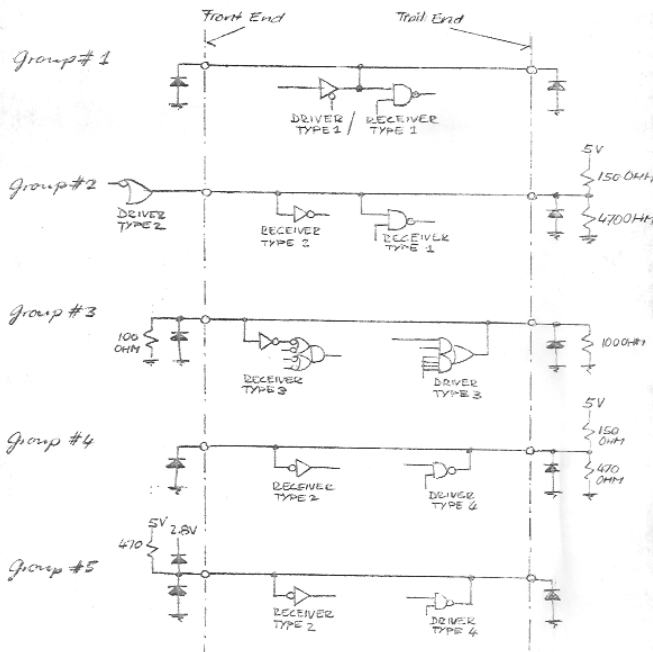 Front End
Trail End
Group # 1
DRIVER TYPE 1 / RECEIVER TYPE 1
5V
150 OHM
Group #2
DRIVER TYPE 2
RECEIVER TYPE 2
RECEIVER TYPE 1
470 OHM
Group #3
100 OHM
RECEIVER TYPE 3
DRIVER TYPE 3
100 OHM
5V
150 OHM
Group #4
RECEIVER TYPE 2
DRIVER TYPE 4
470 OHM
5V 2.8V
470
Group #5
RECEIVER TYPE 2
DRIVER TYPE 4